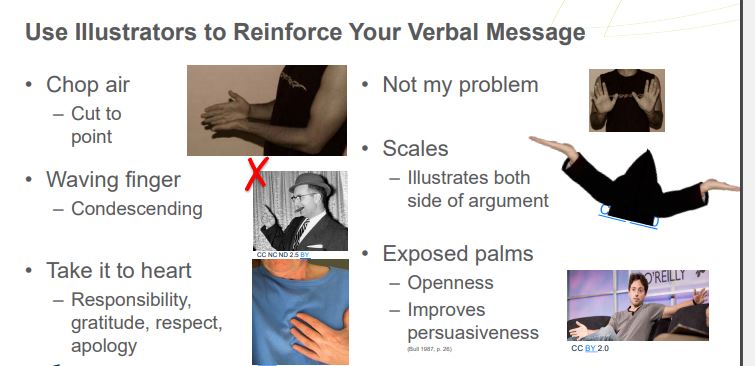 Use Illustrators to Reinforce Your Verbal Message
• Chop air
– Cut to
point
• Waving finger
– Condescending
CC NC ND 2.5 BY
• Take it to heart
– Responsibility,
gratitude, respect,
apology
• Not my problem
• Scales
– Illustrates both
side of argument
• Exposed palms
– Openness
– Improves
persuasiveness
(Bull 1987, p. 26)
O'REILLY
CC BY 2.0